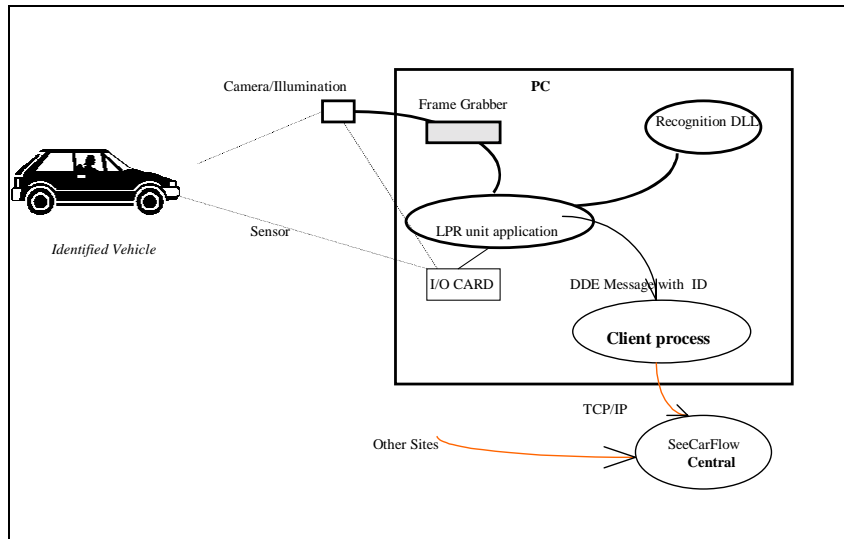 PC
Camera/Illumination
Frame Grabber
Recognition DLL
Identified Vehicle
Sensor
LPR unit application
I/O CARD
DDE Message with ID
Client process
TCP/IP
Other Sites
SeeCarFlow
Central